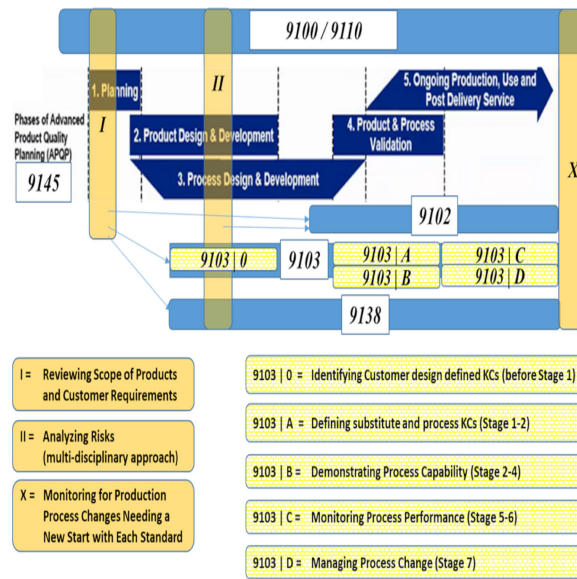 9100 / 9110
II
1. Planning
5. Ongoing Production, Use and
Post Delivery Service
I
Phases of Advanced
Product Quality
Planning (APQP)
2. Product Design & Development
4. Product & Process
Validation
X
9145
3. Process Design & Development
9102
9103 | 0
9103
9103 | A
9103 | C
9103 | B
9103 | D
9138
I = Reviewing Scope of Products
and Customer Requirements
II = Analyzing Risks
(multi-disciplinary approach)
X = Monitoring for Production
Process Changes Needing a
New Start with Each Standard
9103 | 0 = Identifying Customer design defined KCs (before Stage 1)
9103 | A = Defining substitute and process KCs (Stage 1-2)
9103 | B = Demonstrating Process Capability (Stage 2-4)
9103 | C = Monitoring Process Performance (Stage 5-6)
9103 | D = Managing Process Change (Stage 7)